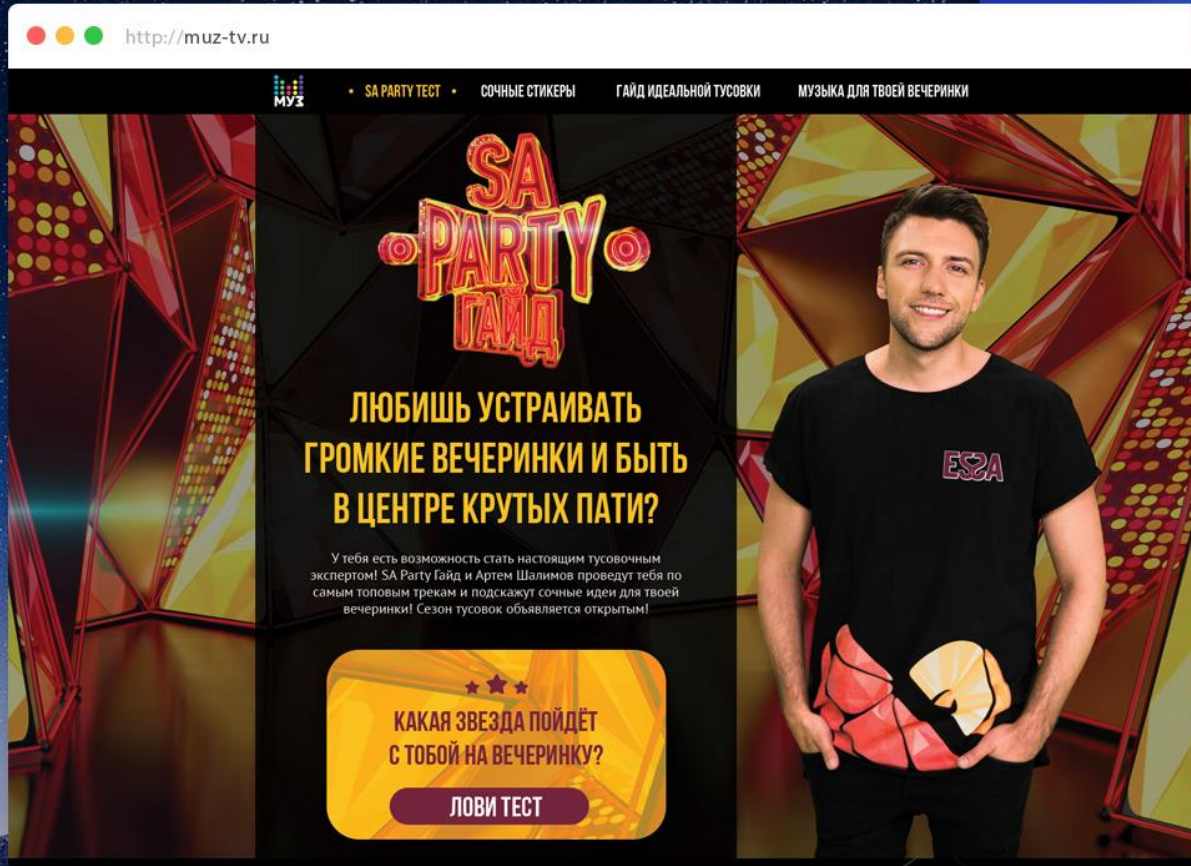 http://muz-tv.ru
МУЗ
• SA PARTY ТЕСТ •
СОЧНЫЕ СТИКЕРЫ
ГАЙД ИДЕАЛЬНОЙ ТУСОВКИ
МУЗЫКА ДЛЯ ТВОЕЙ ВЕЧЕРИНКИ
SA
PARTY
ГАЙД
ЛЮБИШЬ УСТРАИВАТЬ
ГРОМКИЕ ВЕЧЕРИНКИ И БЫТЬ
В ЦЕНТРЕ КРУТЫХ ПАТИ?
У тебя есть возможность стать настоящим тусовочным
экспертом! SA Party Гайд и Артем Шалимов проведут тебя по
самым топовым трекам и подскажут сочные идеи для твоей
вечеринки! Сезон тусовок объявляется открытым!
КАКАЯ ЗВЕЗДА ПОЙДЁТ
С ТОБОЙ НА ВЕЧЕРИНКУ?
ЛОВИ ТЕСТ
ESSA